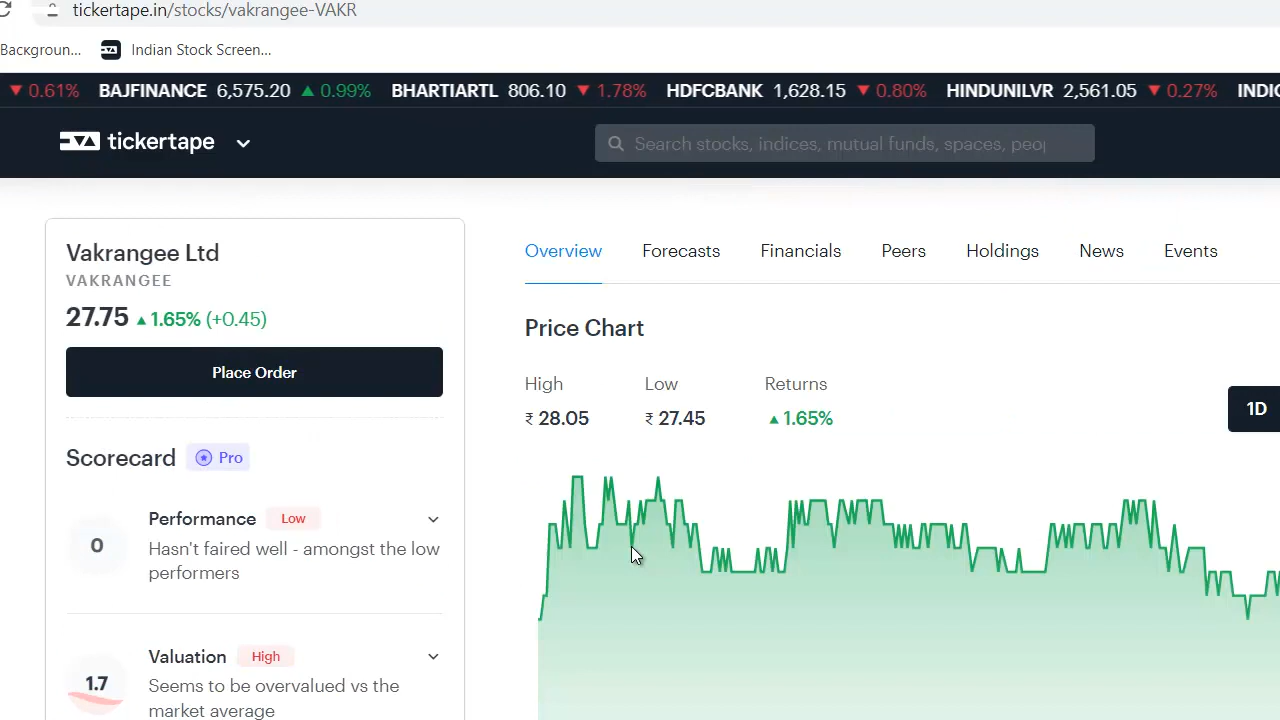 tickertape.in/stocks/vakrangee-VAKR
Backgroun... Indian Stock Screen...
▼ 0.61% BAJFINANCE 6,575.20 ▲ 0.99% BHARTIARTL 806.10 ▼ 1.78% HDFCBANK 1,628.15 ▼ 0.80% HINDUNILVR 2,561.05 ▼ 0.27% INDIC
tickertape
Search stocks, indices, mutual funds, spaces, peop
Vakrangee Ltd
VAKRANGEE
27.75 ▲ 1.65% (+0.45)
Place Order
Scorecard Pro
0
Performance Low
Hasn't faired well - amongst the low
performers
1.7
Valuation High
Seems to be overvalued vs the
market average
Overview Forecasts Financials Peers Holdings News Events
Price Chart
High Low Returns
₹ 28.05 ₹ 27.45 ▲ 1.65%
1D